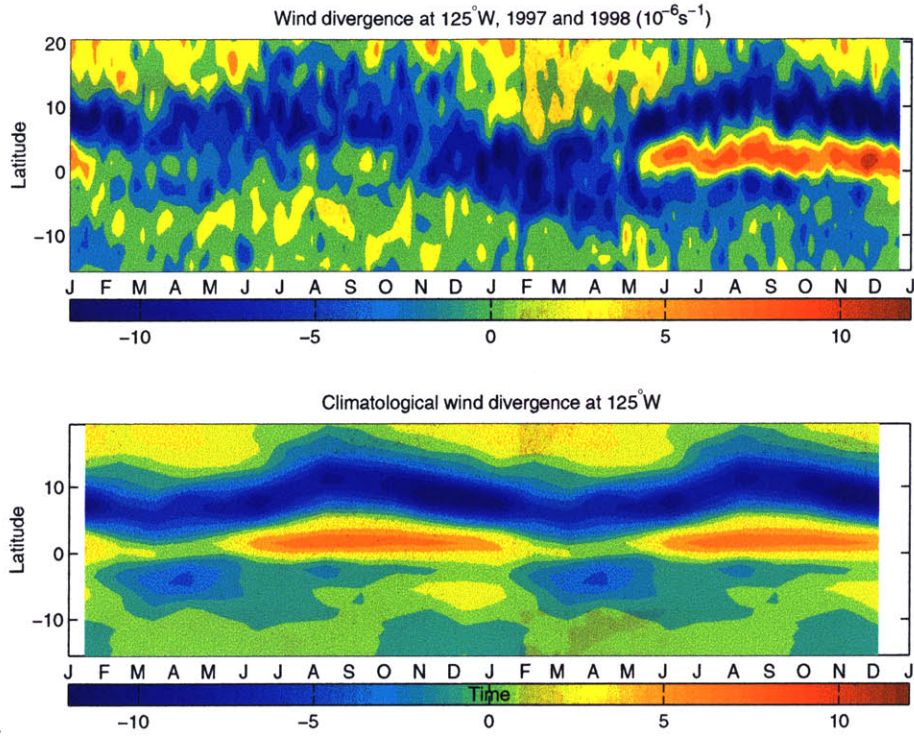 Wind divergence at 125°W, 1997 and 1998 (10⁻⁶s⁻¹)
20
10
0
−10
Latitude
J F M A M J J A S O N D J F M A M J J A S O N D J
−10 −5 0 5 10
Climatological wind divergence at 125°W
10
0
−10
Latitude
J F M A M J J A S O N D J F M A M J J A S O N D J
Time
−10 −5 0 5 10